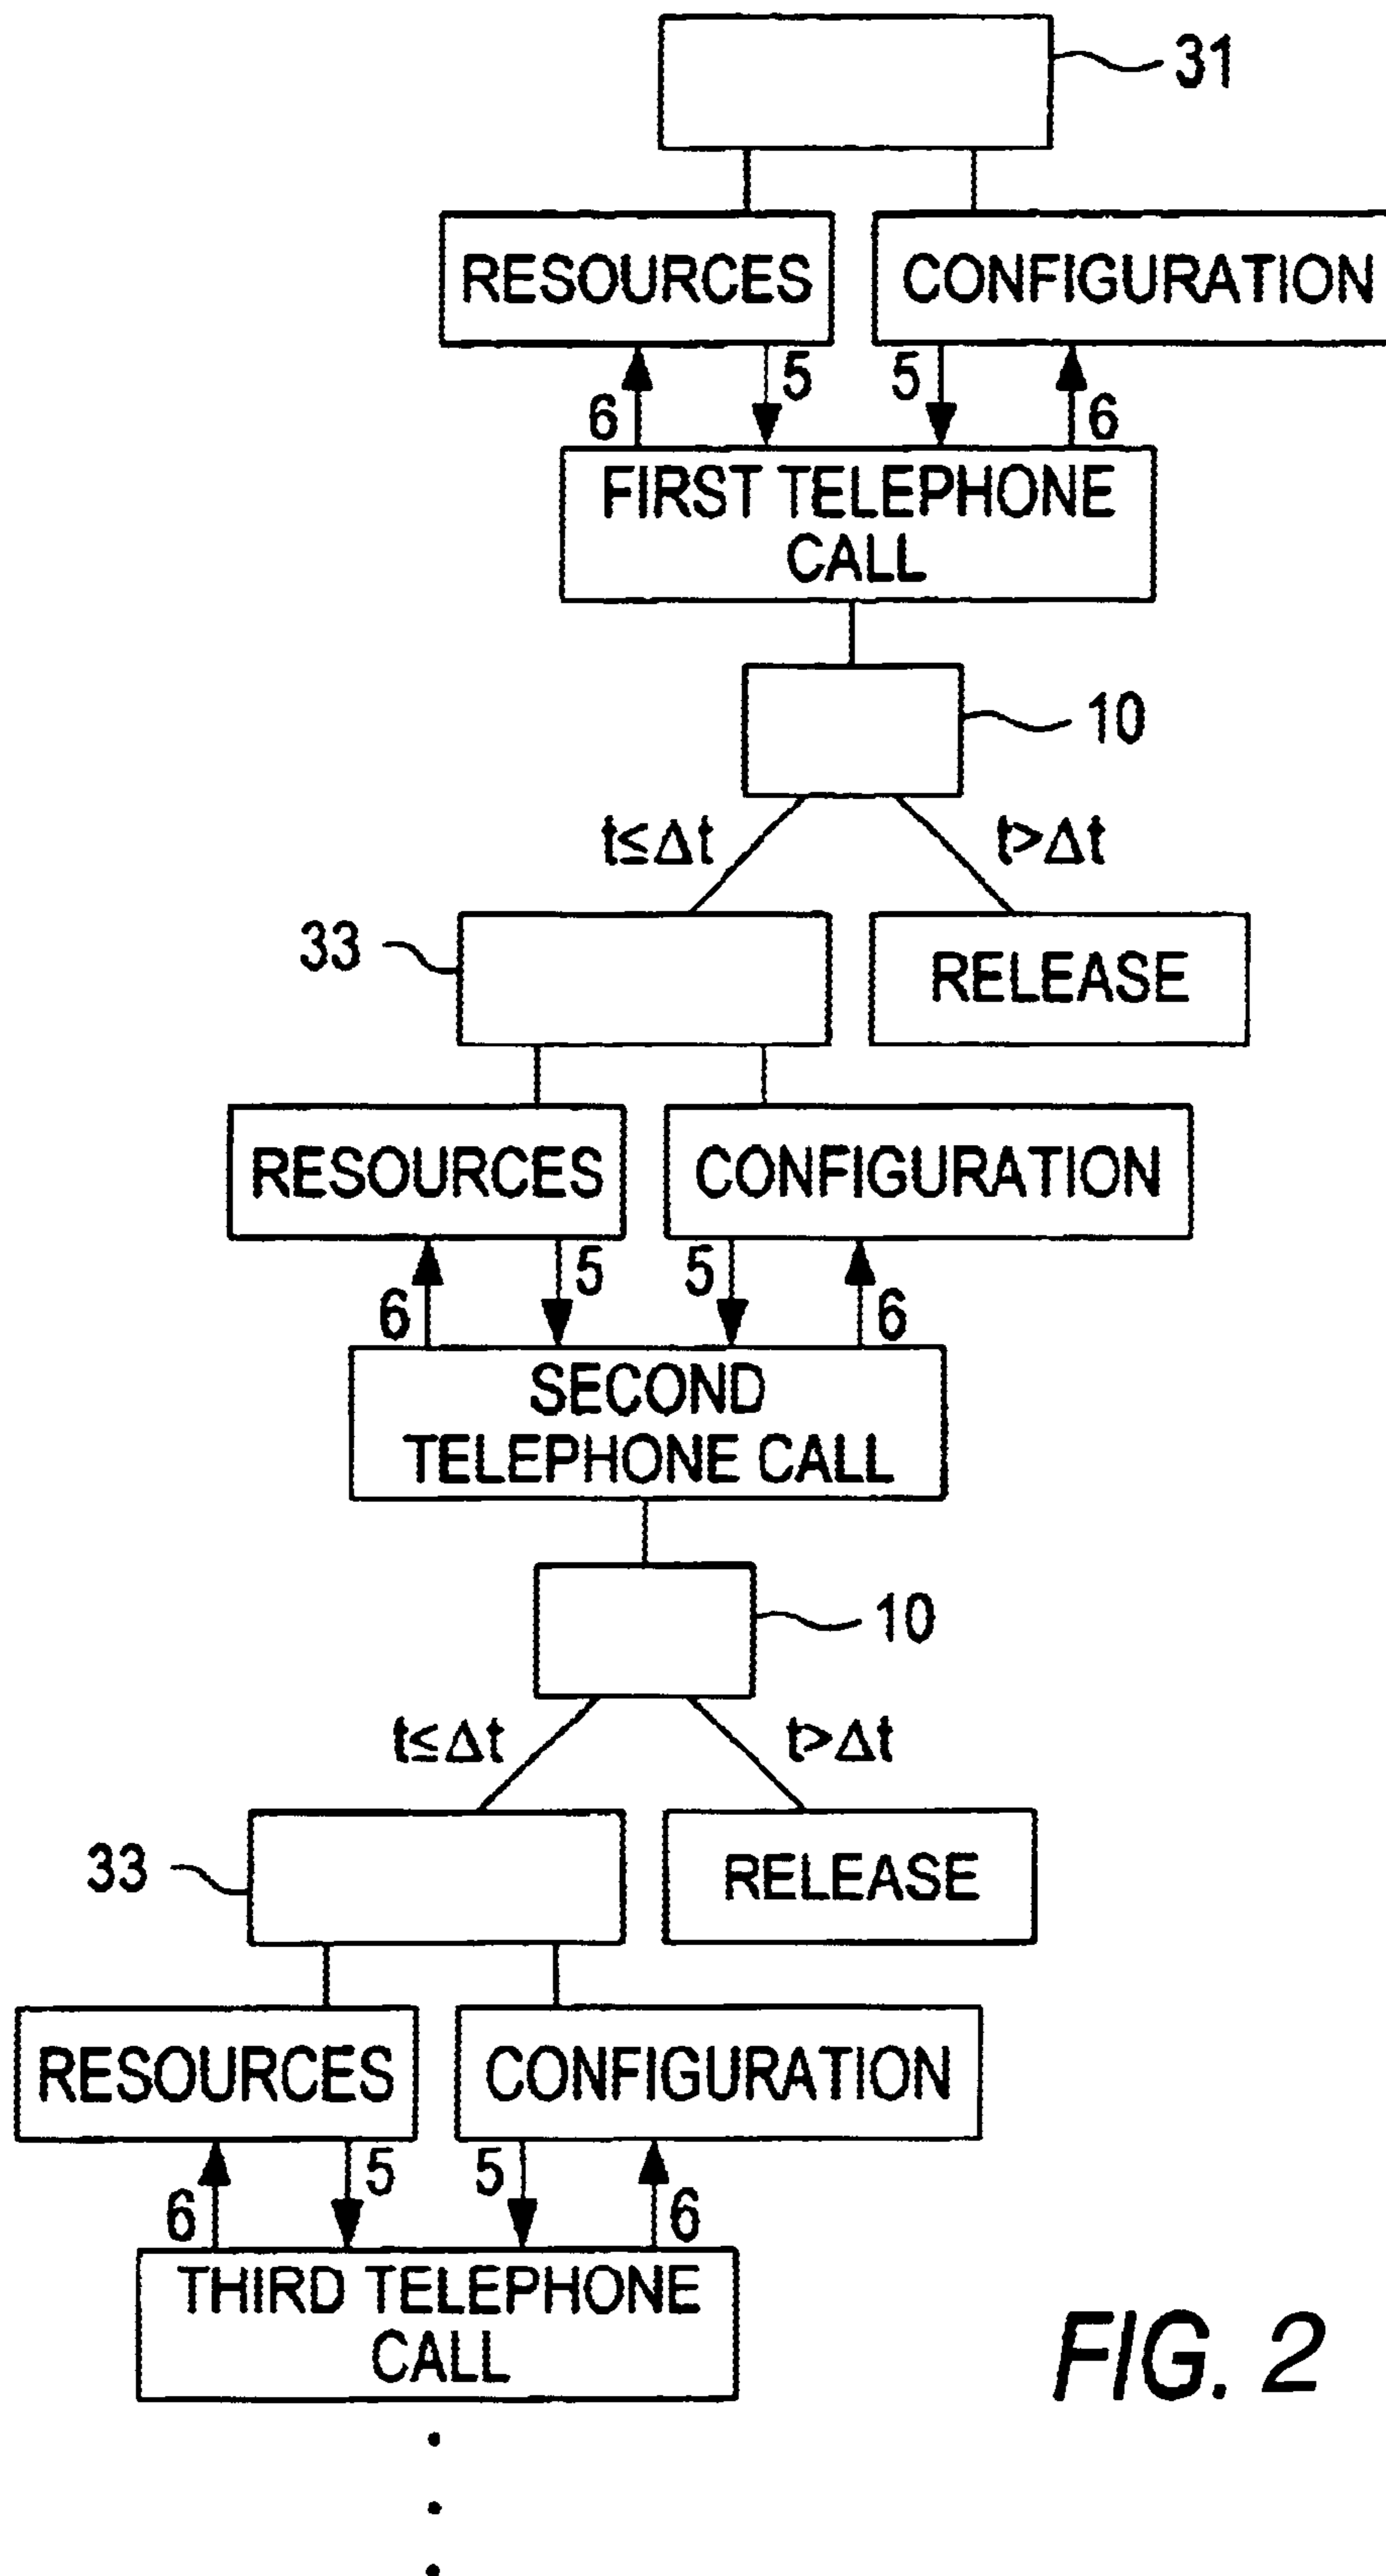 31
RESOURCES CONFIGURATION
6 5 5 6
FIRST TELEPHONE
CALL
10
t≤Δt t>Δt
33
RELEASE
RESOURCES CONFIGURATION
6 5 5 6
SECOND
TELEPHONE CALL
10
t≤Δt t>Δt
33
RELEASE
RESOURCES CONFIGURATION
6 5 5 6
THIRD TELEPHONE
CALL
FIG. 2